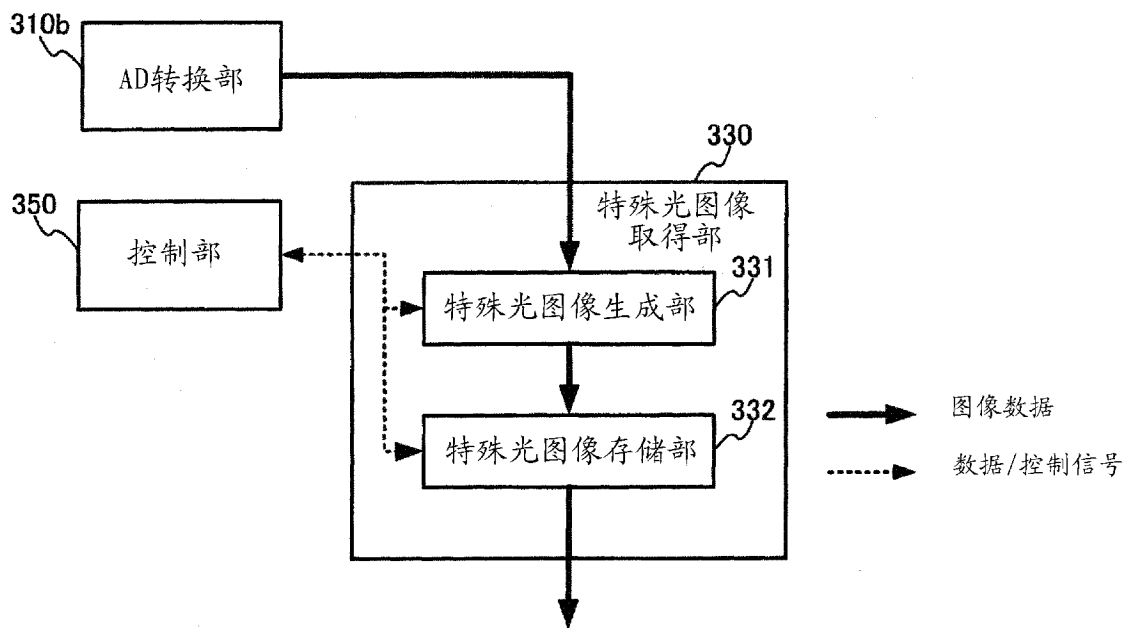 310b
AD转换部
330
350
控制部
特殊光图像
取得部
331
特殊光图像生成部
332
特殊光图像存储部
图像数据
数据/控制信号